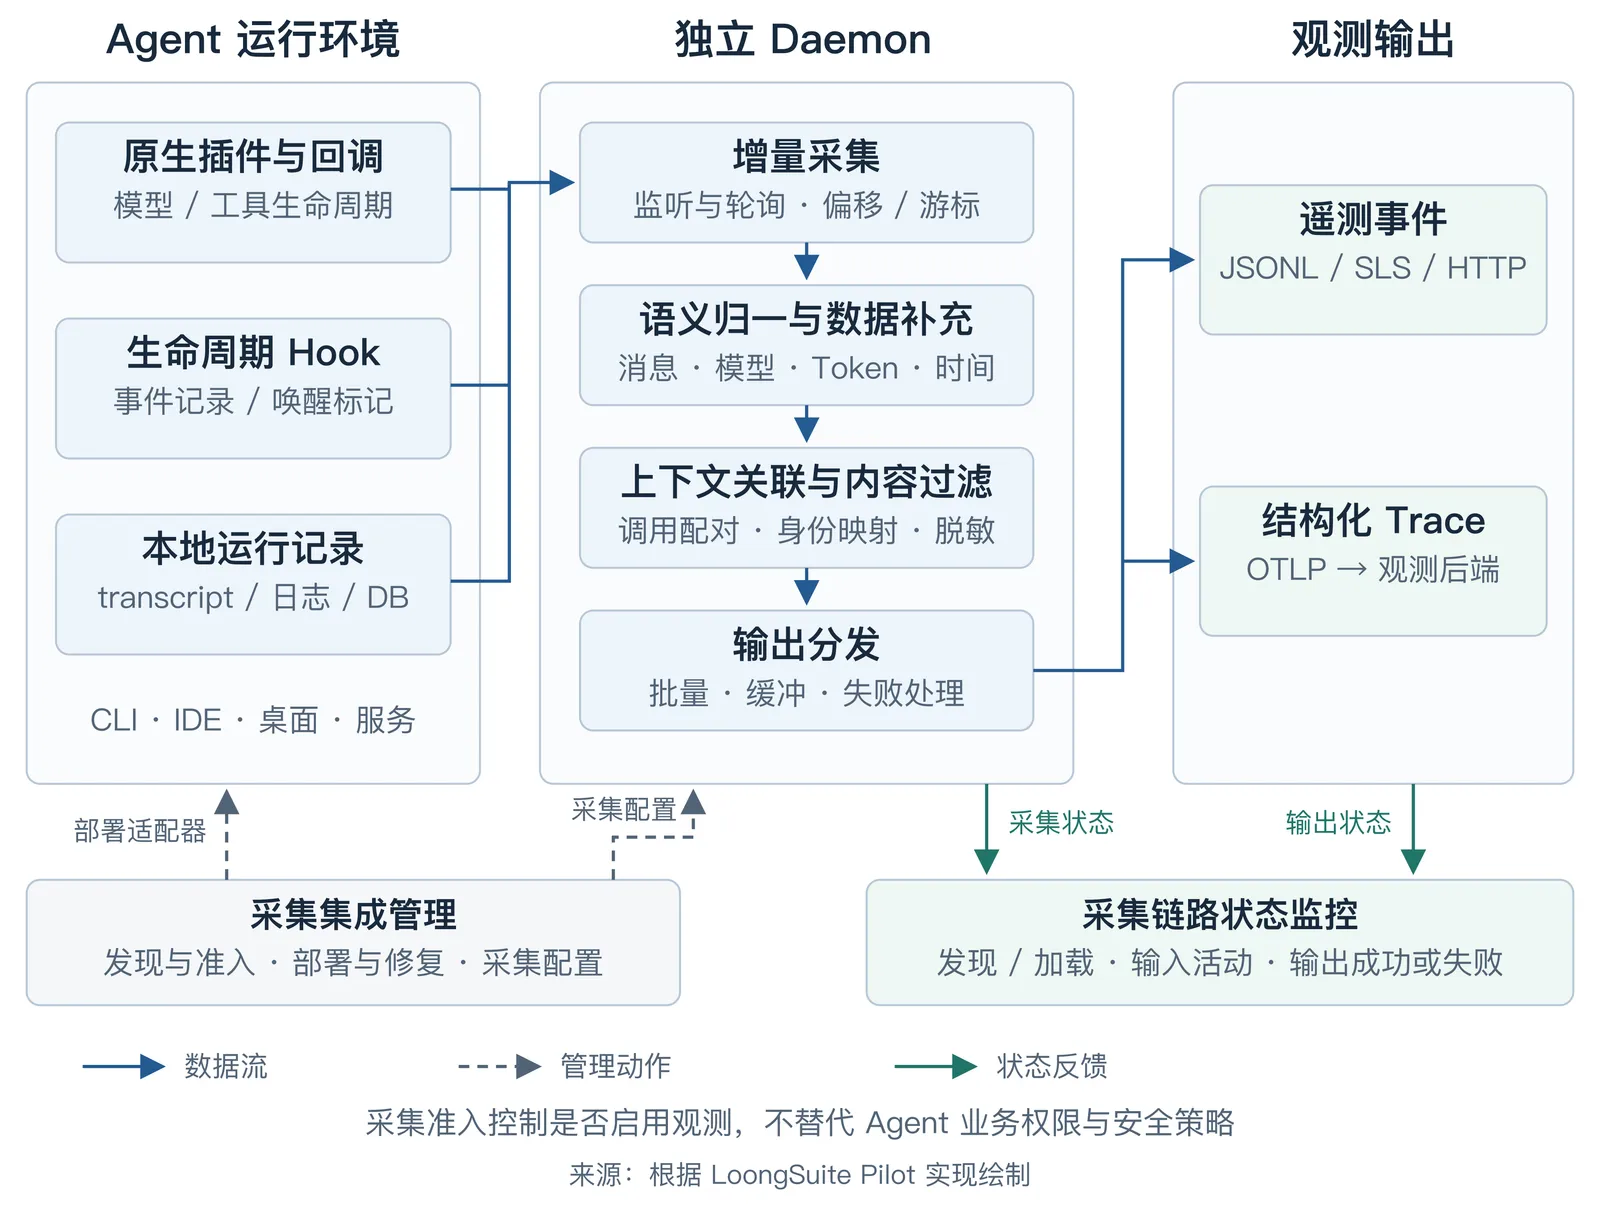 Agent 运行环境
原生插件与回调
模型 / 工具生命周期
生命周期 Hook
事件记录 / 唤醒标记
本地运行记录
transcript / 日志 / DB
CLI · IDE · 桌面 · 服务
独立 Daemon
增量采集
监听与轮询 · 偏移 / 游标
语义归一与数据补充
消息 · 模型 · Token · 时间
上下文关联与内容过滤
调用配对 · 身份映射 · 脱敏
输出分发
批量 · 缓冲 · 失败处理
观测输出
遥测事件
JSONL / SLS / HTTP
结构化 Trace
OTLP → 观测后端
部署适配器
采集配置
采集状态
输出状态
采集集成管理
发现与准入 · 部署与修复 · 采集配置
采集链路状态监控
发现 / 加载 · 输入活动 · 输出成功或失败
数据流
管理动作
状态反馈
采集准入控制是否启用观测，不替代 Agent 业务权限与安全策略
来源：根据 LoongSuite Pilot 实现绘制